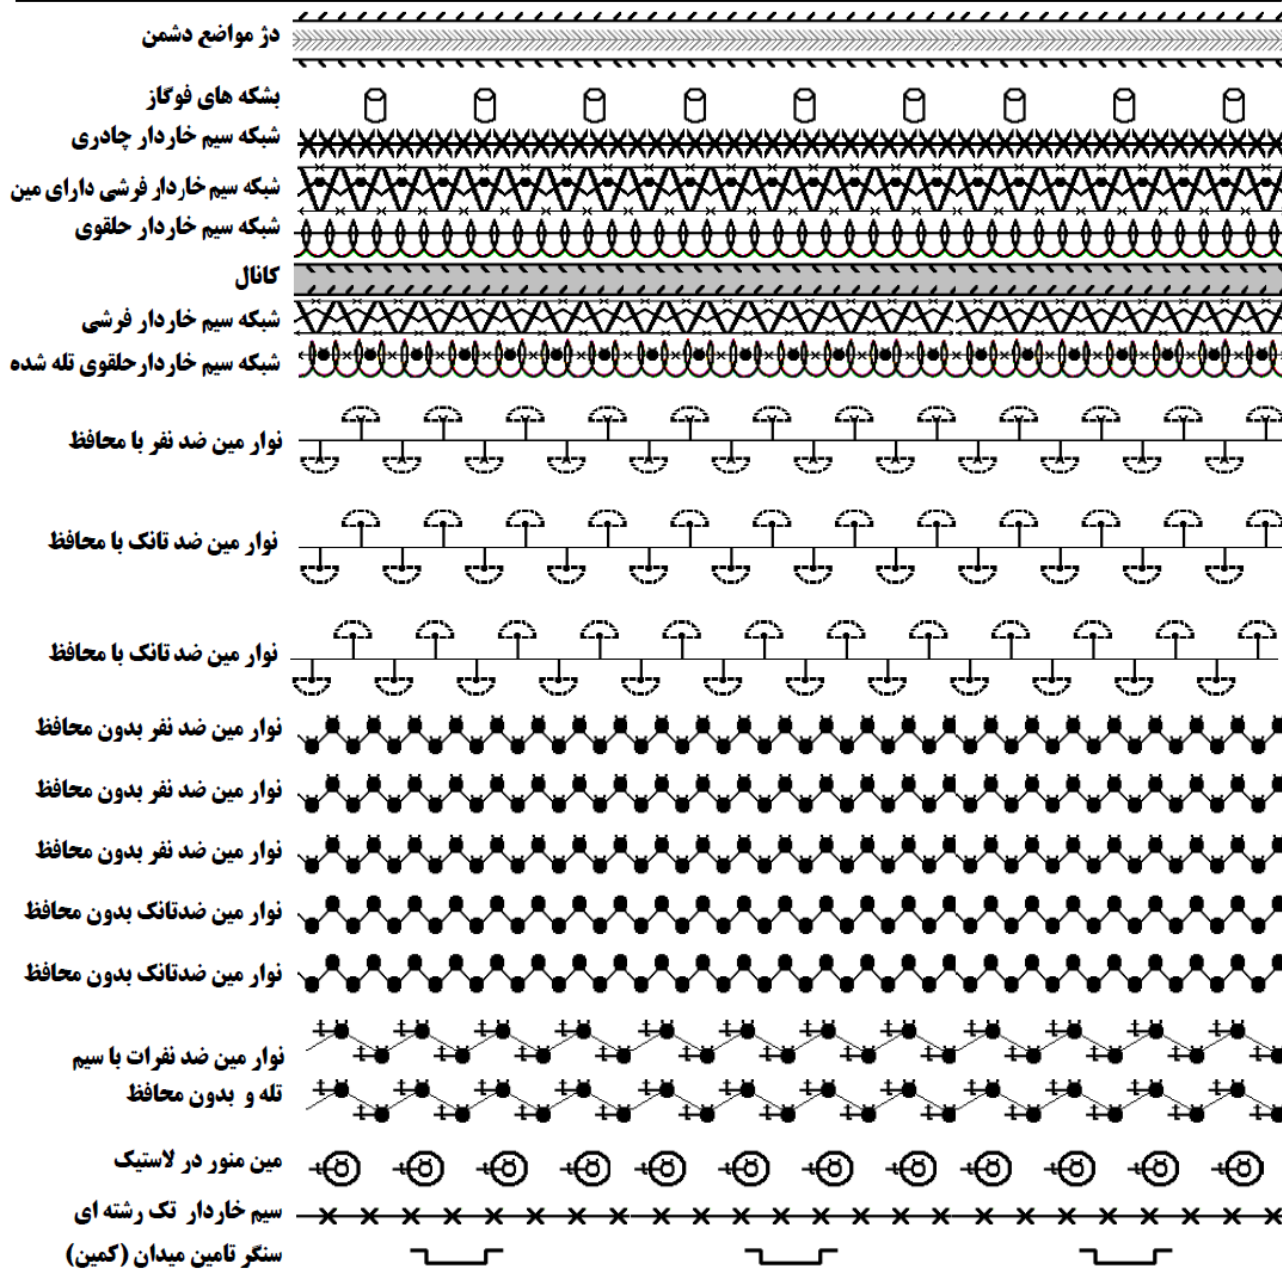 دژ مواضع دشمن
بشکه های فوگاز
شبکه سیم خاردار چادری
شبکه سیم خاردار فرشی دارای مین
شبکه سیم خاردار حلقوی
کانال
شبکه سیم خاردار فرشی
شبکه سیم خاردار حلقوی تله شده
نوار مین ضد نفر با محافظ
نوار مین ضد تانک با محافظ
نوار مین ضد تانک با محافظ
نوار مین ضد نفر بدون محافظ
نوار مین ضد نفر بدون محافظ
نوار مین ضد نفر بدون محافظ
نوار مین ضدتانک بدون محافظ
نوار مین ضدتانک بدون محافظ
نوار مین ضد نفرات با سیم
تله و بدون محافظ
مین منور در لاستیک
سیم خاردار تک رشته ای
سنگر تامین میدان (کمین)